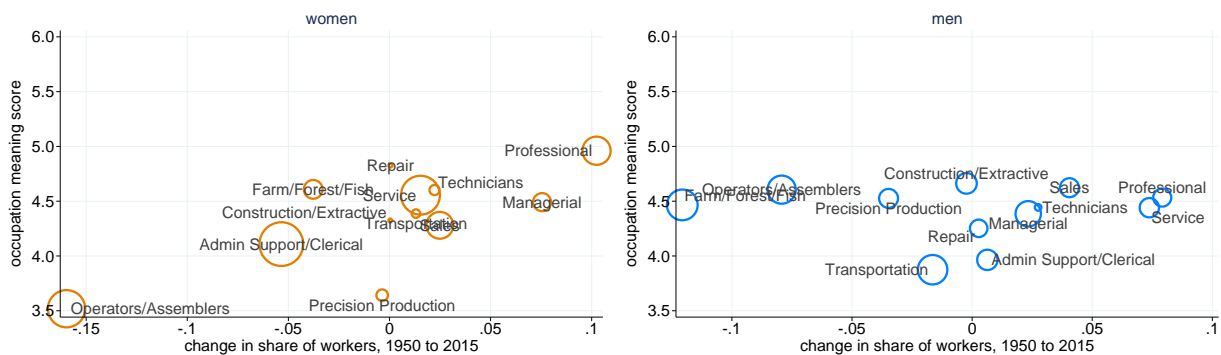 women
occupation meaning score
6.0
5.5
5.0
4.5
4.0
3.5
Professional
Repair
Technicians
Farm/Forest/Fish
Service
Managerial
Construction/Extractive
Transportation
Sales
Admin Support/Clerical
Operators/Assemblers
Precision Production
-.15
-.1
-.05
0
.05
.1
change in share of workers, 1950 to 2015
men
occupation meaning score
6.0
5.5
5.0
4.5
4.0
3.5
Construction/Extractive
Operators/Assemblers
Farm/Forest/Fish
Sales
Professional
Precision Production
Technicians
Service
Managerial
Repair
Admin Support/Clerical
Transportation
-.1
-.05
0
.05
.1
change in share of workers, 1950 to 2015